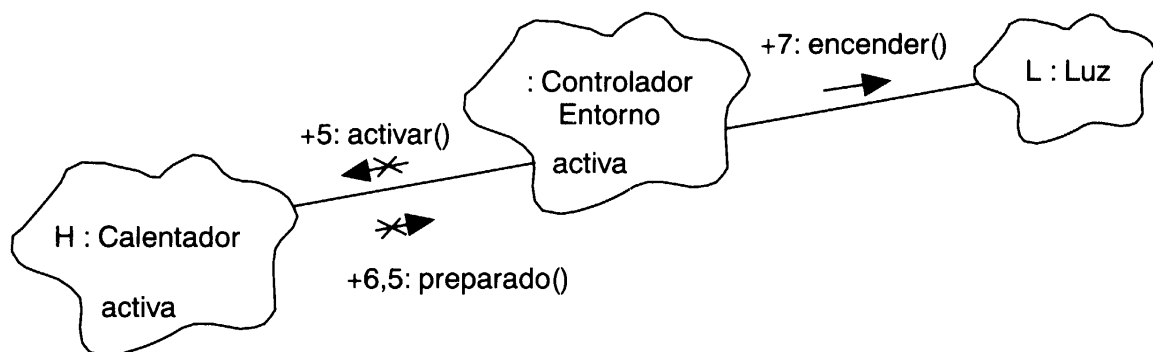 +7: encender()
: Controlador
Entorno
activa
L : Luz
+5: activar()
H : Calentador
activa
+6,5: preparado()